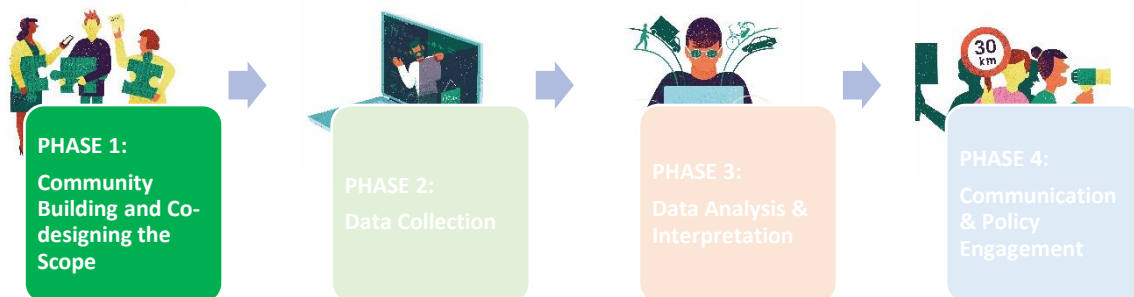 30
km
PHASE 1:
Community
Building and Co-
designing the
Scope
PHASE 2:
Data Collection
PHASE 3:
Data Analysis &
Interpretation
PHASE 4:
Communication
& Policy
Engagement